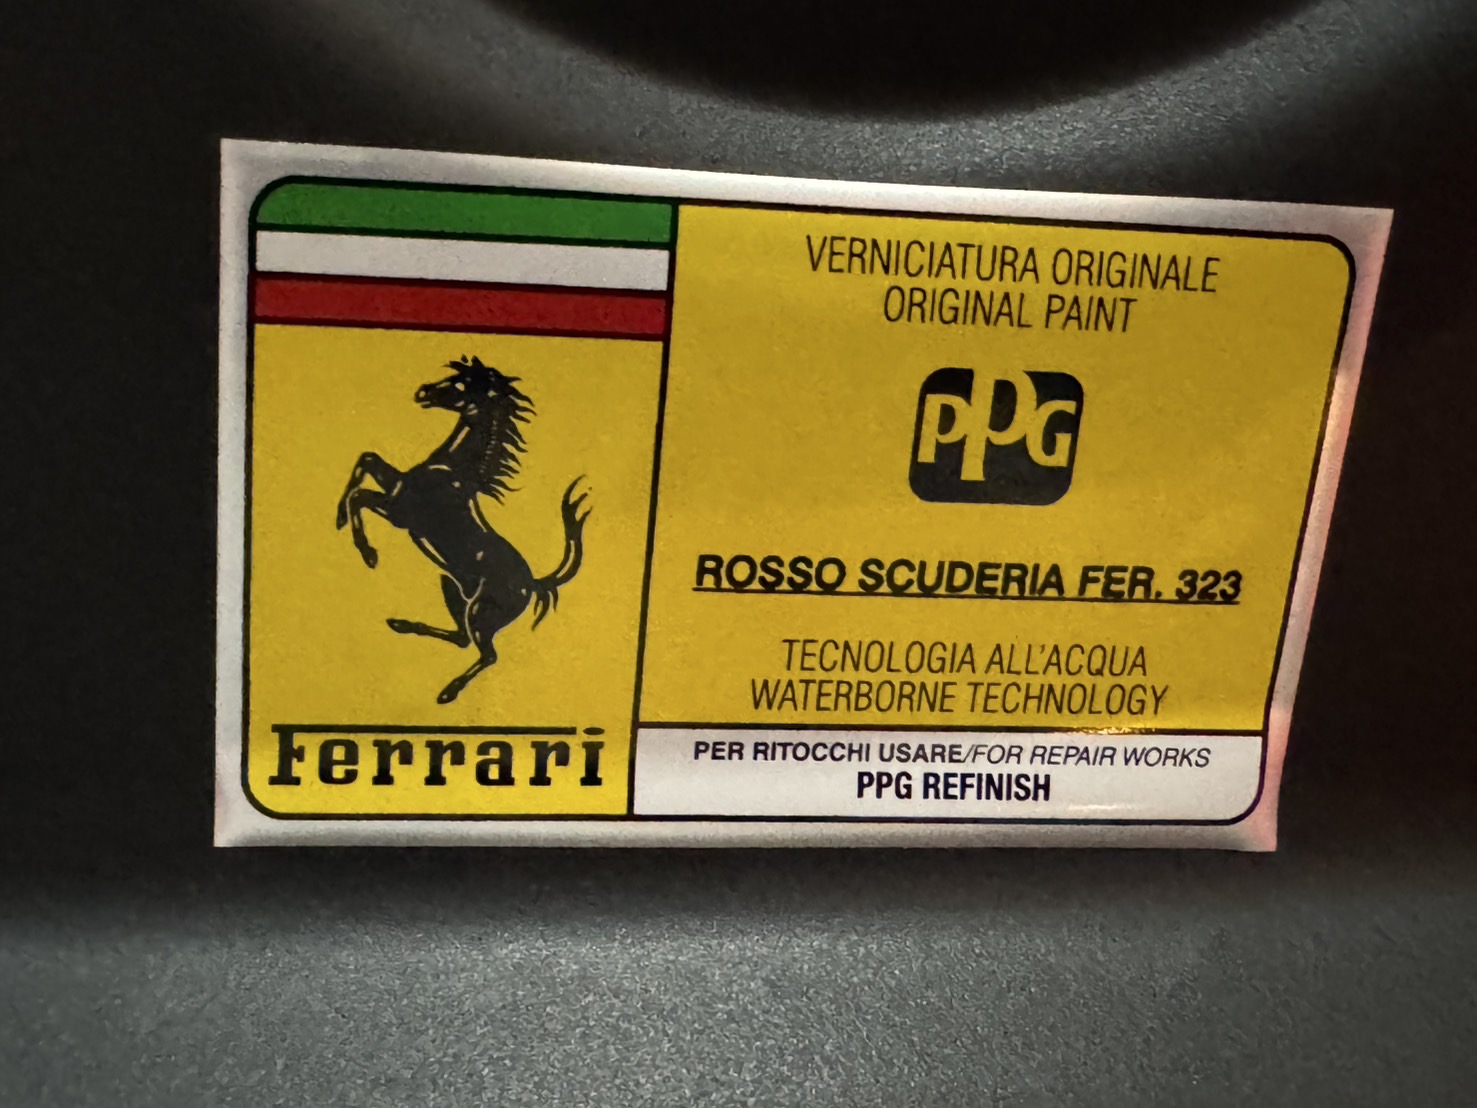 Ferrari
VERNICIATURA ORIGINALE
ORIGINAL PAINT
PPG
ROSSO SCUDERIA FER. 323
TECNOLOGIA ALL'ACQUA
WATERBORNE TECHNOLOGY
PER RITOCCHI USARE/FOR REPAIR WORKS
PPG REFINISH